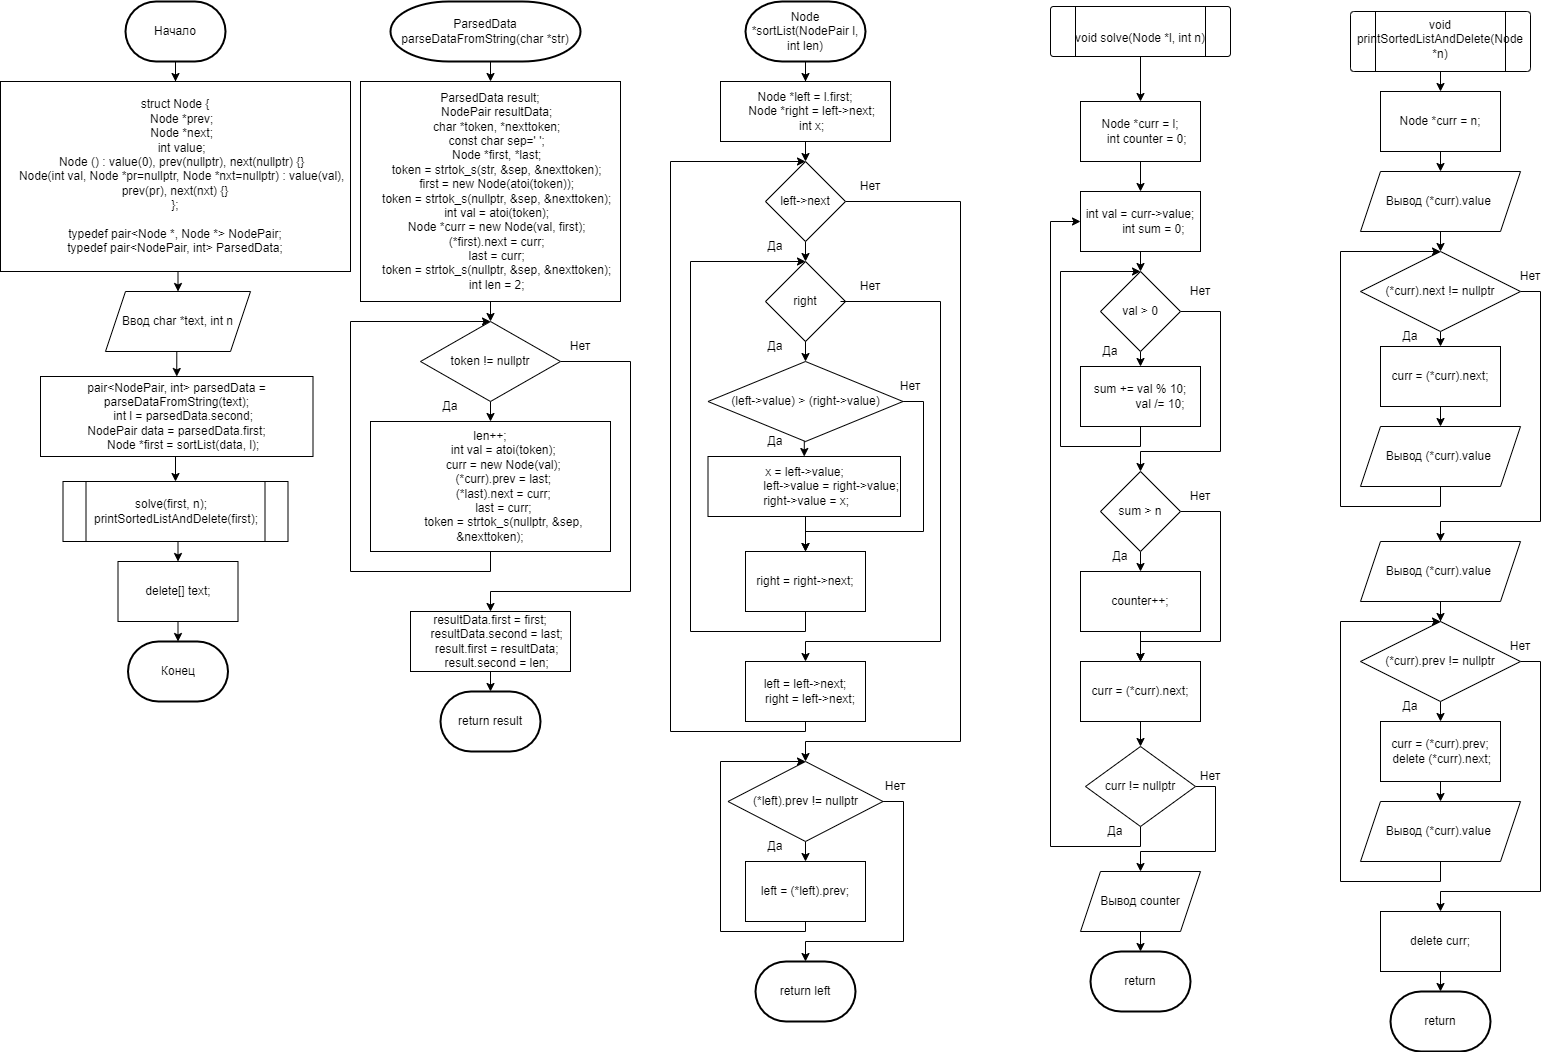 Начало
struct Node {
Node *prev;
Node *next;
int value;
Node () : value(0), prev(nullptr), next(nullptr) {}
Node(int val, Node *pr=nullptr, Node *nxt=nullptr) : value(val),
prev(pr), next(nxt) {}
};
typedef pair<Node *, Node *> NodePair;
typedef pair<NodePair, int> ParsedData;
Ввод char *text, int n
pair<NodePair, int> parsedData =
parseDataFromString(text);
int l = parsedData.second;
NodePair data = parsedData.first;
Node *first = sortList(data, l);
solve(first, n);
printSortedListAndDelete(first);
delete[] text;
Конец
ParsedData
parseDataFromString(char *str)
ParsedData result;
NodePair resultData;
char *token, *nexttoken;
const char sep=' ';
Node *first, *last;
token = strtok_s(str, &sep, &nexttoken);
first = new Node(atoi(token));
token = strtok_s(nullptr, &sep, &nexttoken);
int val = atoi(token);
Node *curr = new Node(val, first);
(*first).next = curr;
last = curr;
token = strtok_s(nullptr, &sep, &nexttoken);
int len = 2;
token != nullptr
Нет
Да
len++;
int val = atoi(token);
curr = new Node(val);
(*curr).prev = last;
(*last).next = curr;
last = curr;
token = strtok_s(nullptr, &sep,
&nexttoken);
resultData.first = first;
resultData.second = last;
result.first = resultData;
result.second = len;
return result
Node
*sortList(NodePair l,
int len)
Node *left = l.first;
Node *right = left->next;
int x;
left->next
Нет
Да
right
Нет
Да
(left->value) > (right->value)
Нет
Да
x = left->value;
left->value = right->value;
right->value = x;
right = right->next;
left = left->next;
right = left->next;
(*left).prev != nullptr
Нет
Да
left = (*left).prev;
return left
void solve(Node *l, int n)
Node *curr = l;
int counter = 0;
int val = curr->value;
int sum = 0;
val > 0
Нет
Да
sum += val % 10;
val /= 10;
sum > n
Нет
Да
counter++;
curr = (*curr).next;
curr != nullptr
Нет
Да
Вывод counter
return
void
printSortedListAndDelete(Node
*n)
Node *curr = n;
Вывод (*curr).value
(*curr).next != nullptr
Нет
Да
curr = (*curr).next;
Вывод (*curr).value
Вывод (*curr).value
(*curr).prev != nullptr
Нет
Да
curr = (*curr).prev;
delete (*curr).next;
Вывод (*curr).value
delete curr;
return